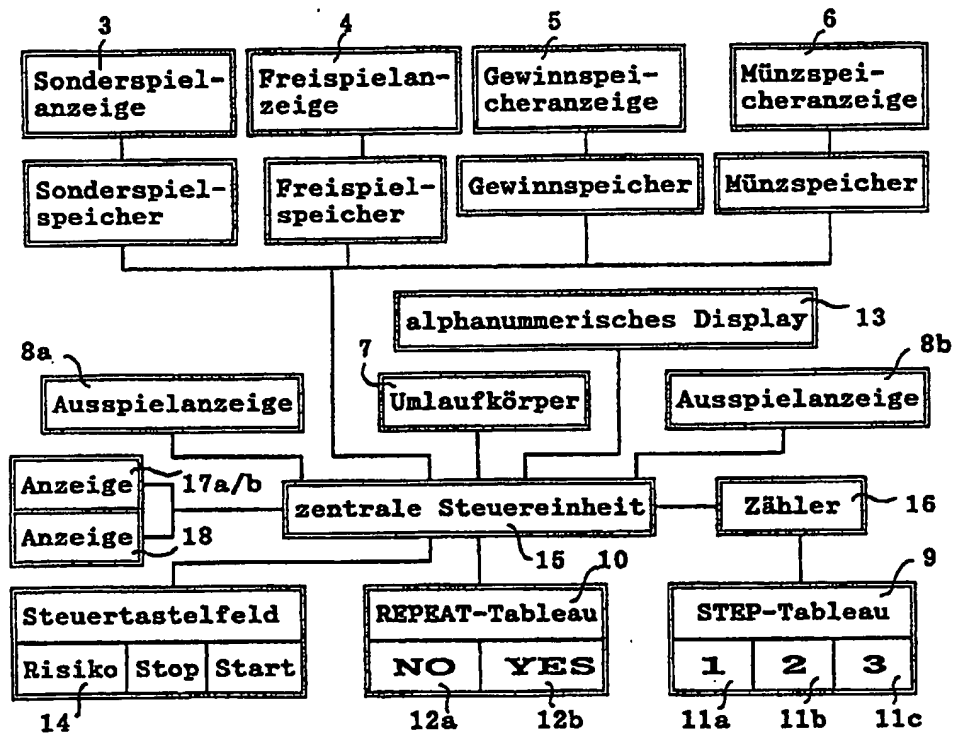 3
4
5
6
Sonderspiel-
anzeige
Freispielan-
zeige
Gewinnspei-
cheranzeige
Münzspei-
cheranzeige
Sonderspiel-
speicher
Freispiel-
speicher
Gewinnspeicher
Münzspeicher
alphanummerisches Display
13
8a
7
8b
Ausspielanzeige
Umlaufkörper
Ausspielanzeige
Anzeige
17a/b
Anzeige
18
zentrale Steuereinheit
15
Zähler
16
10
9
Steuertastelfeld
Risiko Stop Start
14
REPEAT-Tableau
NO YES
12a 12b
STEP-Tableau
1 2 3
11a 11b 11c